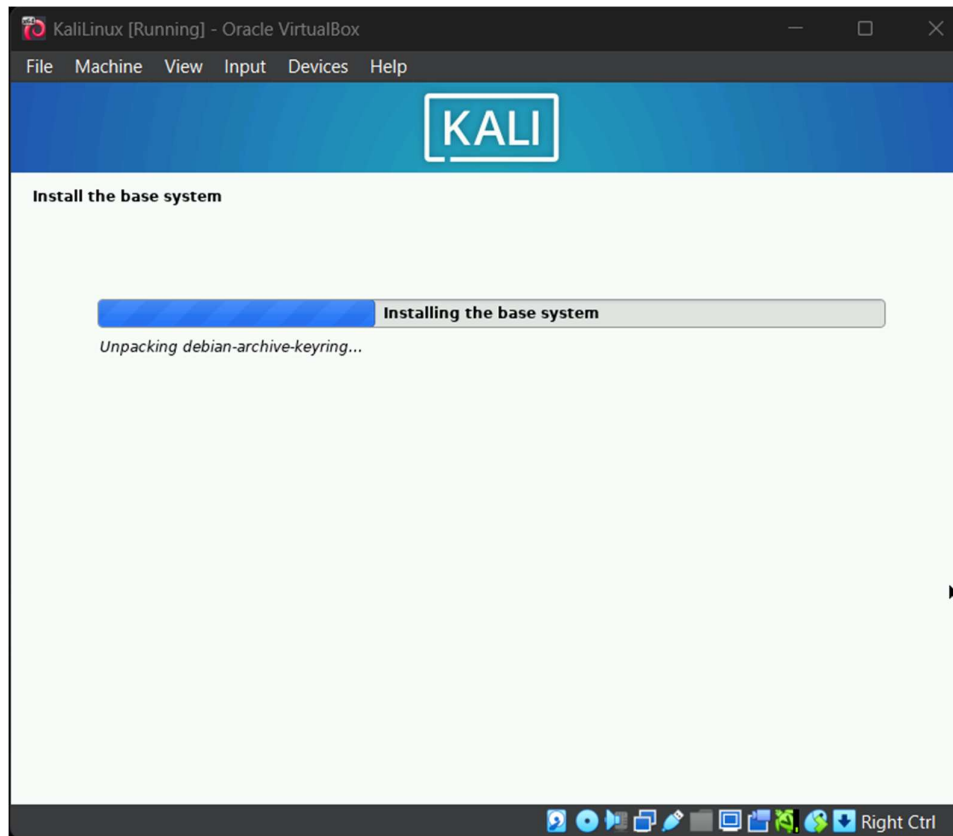 KaliLinux [Running] - Oracle VirtualBox
File Machine View Input Devices Help
KALI
Install the base system
Installing the base system
Unpacking debian-archive-keyring...
Right Ctrl